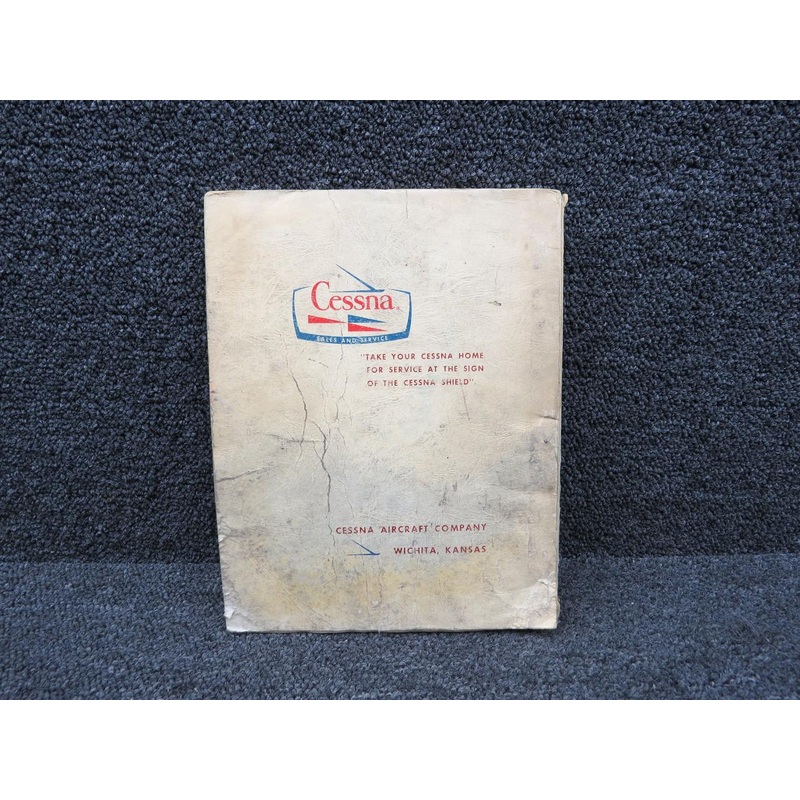 Cessna
SALES AND SERVICE
"TAKE YOUR CESSNA HOME
FOR SERVICE AT THE SIGN
OF THE CESSNA SHIELD".
CESSNA AIRCRAFT COMPANY
WICHITA, KANSAS